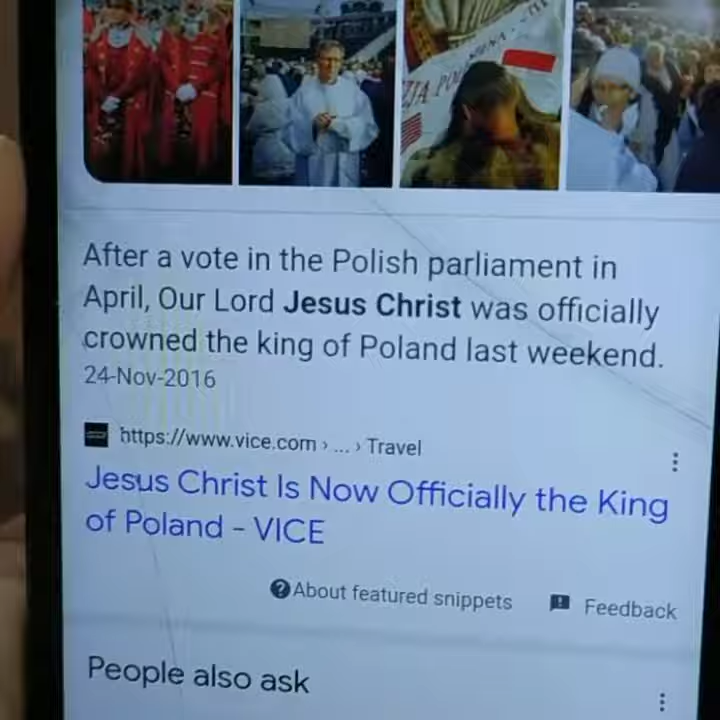 ZJA POL
After a vote in the Polish parliament in
April, Our Lord Jesus Christ was officially
crowned the king of Poland last weekend.
24-Nov-2016
https://www.vice.com › ... › Travel
Jesus Christ Is Now Officially the King
of Poland - VICE
About featured snippets
Feedback
People also ask